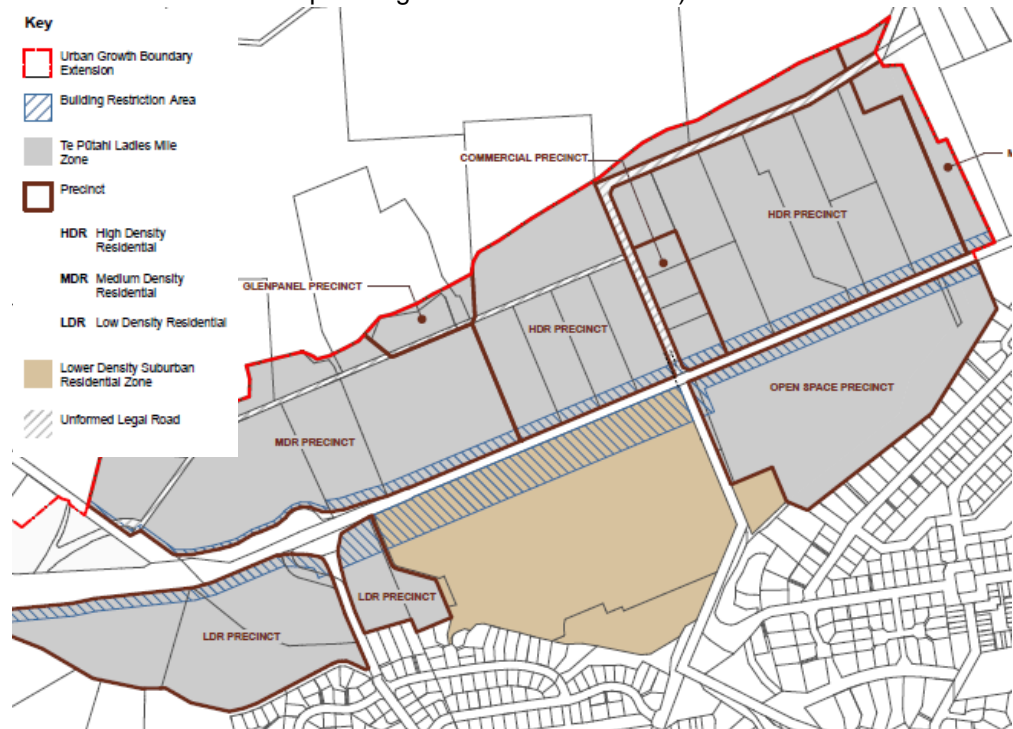 Key
Urban Growth Boundary
Extension
Building Restriction Area
Te Pūtahi Ladies Mile
Zone
Precinct
HDR High Density
Residential
MDR Medium Density
Residential
LDR Low Density Residential
Lower Density Suburban
Residential Zone
Unformed Legal Road
COMMERCIAL PRECINCT
HDR PRECINCT
GLENPANEL PRECINCT
HDR PRECINCT
OPEN SPACE PRECINCT
MDR PRECINCT
LDR PRECINCT
LDR PRECINCT